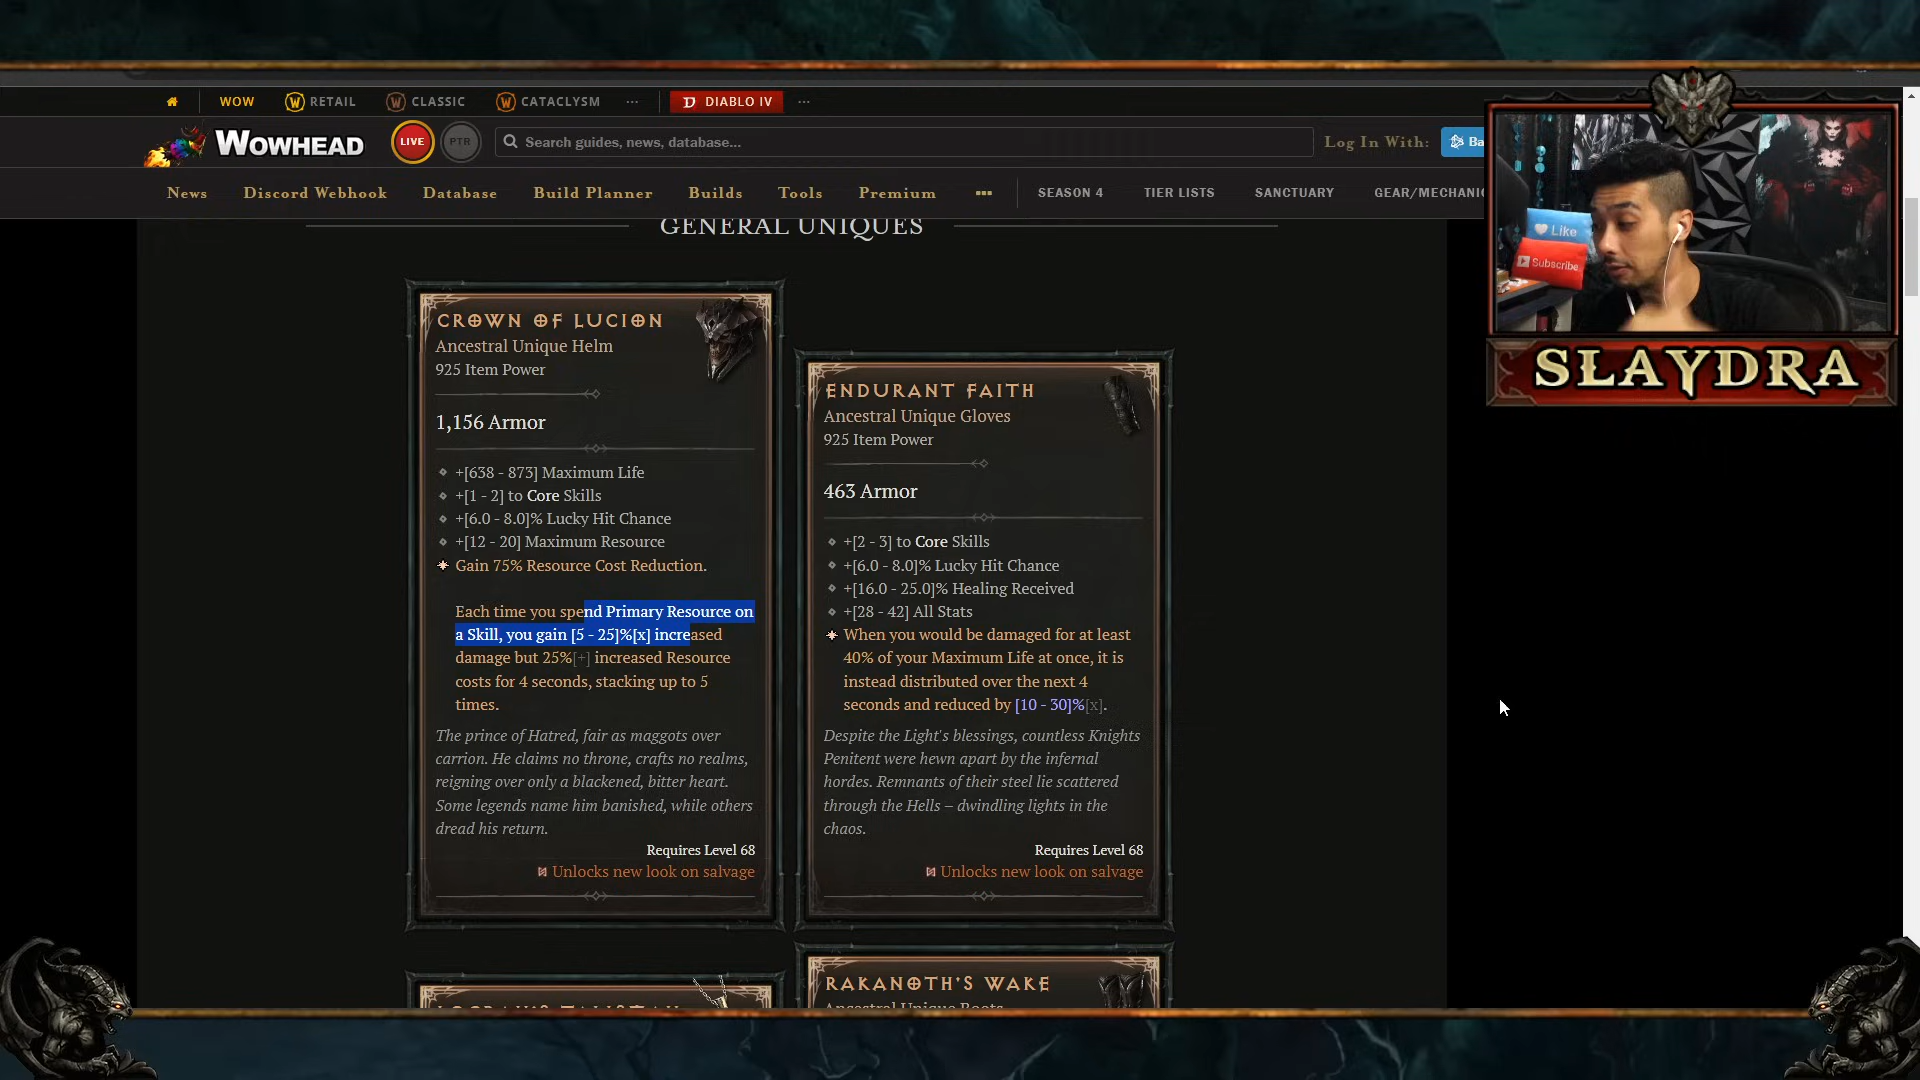 WOW
RETAIL
CLASSIC
CATACLYSM
...
DIABLO IV
...
WOWHEAD
LIVE
PTR
Search guides, news, database...
Log In With:
Ba
News
Discord Webhook
Database
Build Planner
Builds
Tools
Premium
SEASON 4
TIER LISTS
SANCTUARY
GEAR/MECHANIC
Like
Subscribe
SLAYDRA
GENERAL UNIQUES
CROWN OF LUCION
Ancestral Unique Helm
925 Item Power
1,156 Armor
+[638 - 873] Maximum Life
+[1 - 2] to Core Skills
+[6.0 - 8.0]% Lucky Hit Chance
+[12 - 20] Maximum Resource
Gain 75% Resource Cost Reduction.
Each time you spend Primary Resource on
a Skill, you gain [5 - 25]%[x] increased
damage but 25%[+] increased Resource
costs for 4 seconds, stacking up to 5
times.
The prince of Hatred, fair as maggots over
carrion. He claims no throne, crafts no realms,
reigning over only a blackened, bitter heart.
Some legends name him banished, while others
dread his return.
Requires Level 68
Unlocks new look on salvage
ENDURANT FAITH
Ancestral Unique Gloves
925 Item Power
463 Armor
+[2 - 3] to Core Skills
+[6.0 - 8.0]% Lucky Hit Chance
+[16.0 - 25.0]% Healing Received
+[28 - 42] All Stats
When you would be damaged for at least
40% of your Maximum Life at once, it is
instead distributed over the next 4
seconds and reduced by [10 - 30]%[x].
Despite the Light's blessings, countless Knights
Penitent were hewn apart by the infernal
hordes. Remnants of their steel lie scattered
through the Hells – dwindling lights in the
chaos.
Requires Level 68
Unlocks new look on salvage
RAKANOTH'S WAKE
Ancestral Unique Boots